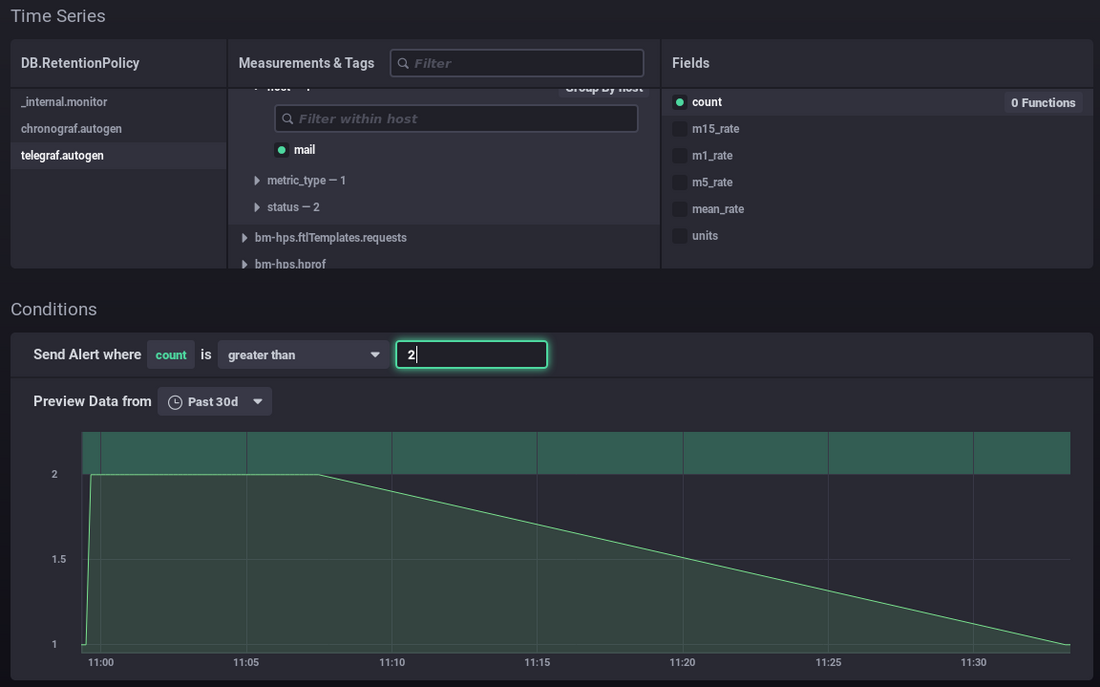 Time Series
DB.RetentionPolicy
_internal.monitor
chronograf.autogen
telegraf.autogen
Measurements & Tags
Filter
host — 1
Group By host
Filter within host
mail
metric_type — 1
status — 2
bm-hps.ftlTemplates.requests
bm-hps.hprof
Fields
count
0 Functions
m15_rate
m1_rate
m5_rate
mean_rate
units
Conditions
Send Alert where count is greater than 2
Preview Data from Past 30d
2
1.5
1
11:00 11:05 11:10 11:15 11:20 11:25 11:30